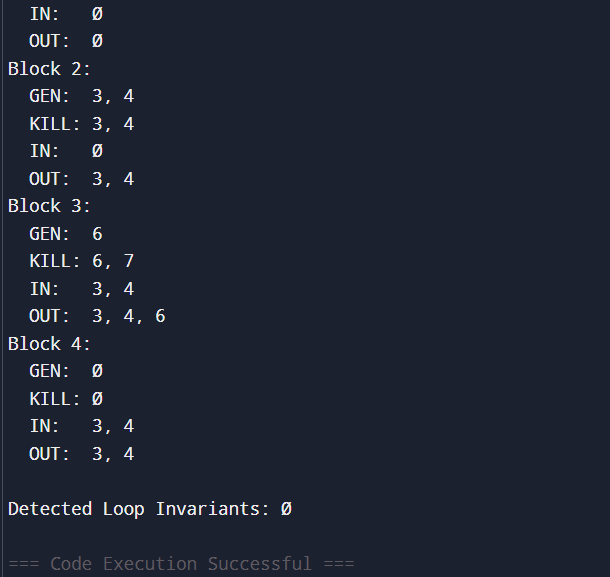 IN:   Ø
OUT:  Ø
Block 2:
GEN:  3, 4
KILL: 3, 4
IN:   Ø
OUT:  3, 4
Block 3:
GEN:  6
KILL: 6, 7
IN:   3, 4
OUT:  3, 4, 6
Block 4:
GEN:  Ø
KILL: Ø
IN:   3, 4
OUT:  3, 4
Detected Loop Invariants: Ø
=== Code Execution Successful ===